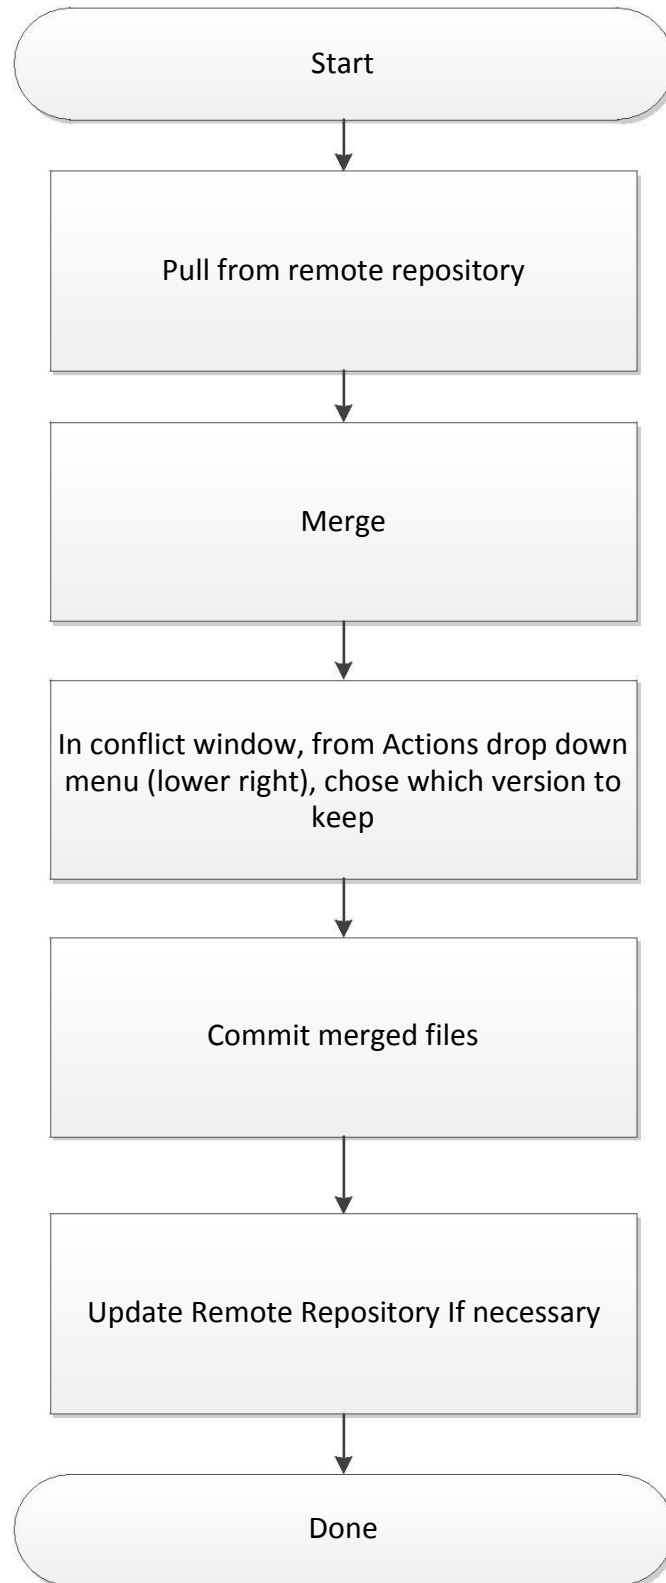 Start
Pull from remote repository
Merge
In conflict window, from Actions drop down
menu (lower right), chose which version to
keep
Commit merged files
Update Remote Repository If necessary
Done